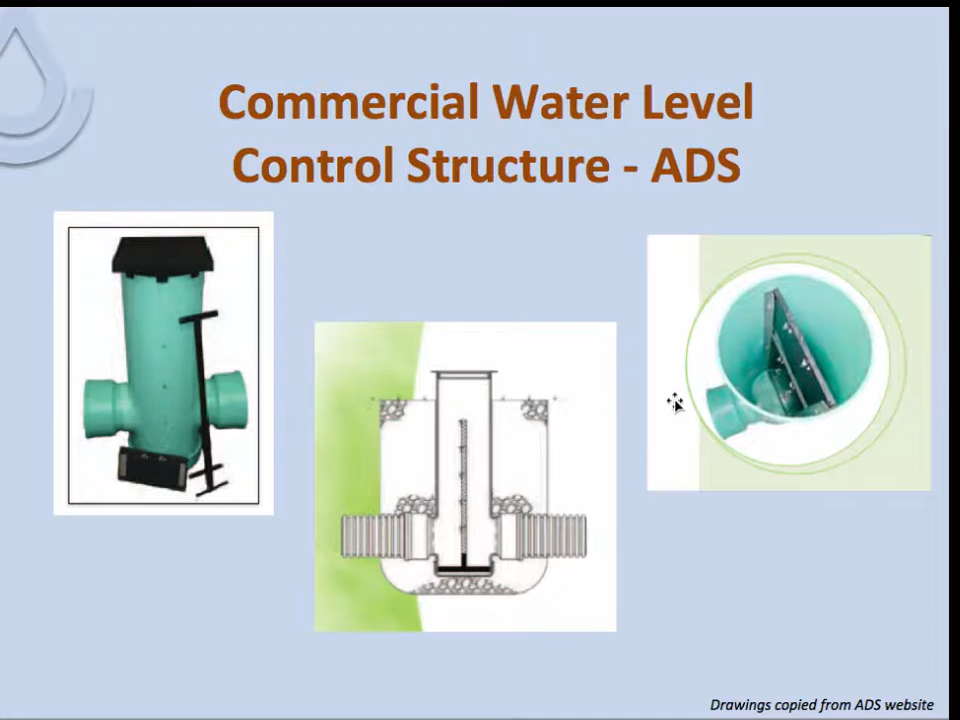 Commercial Water Level
Control Structure - ADS
Drawings copied from ADS website